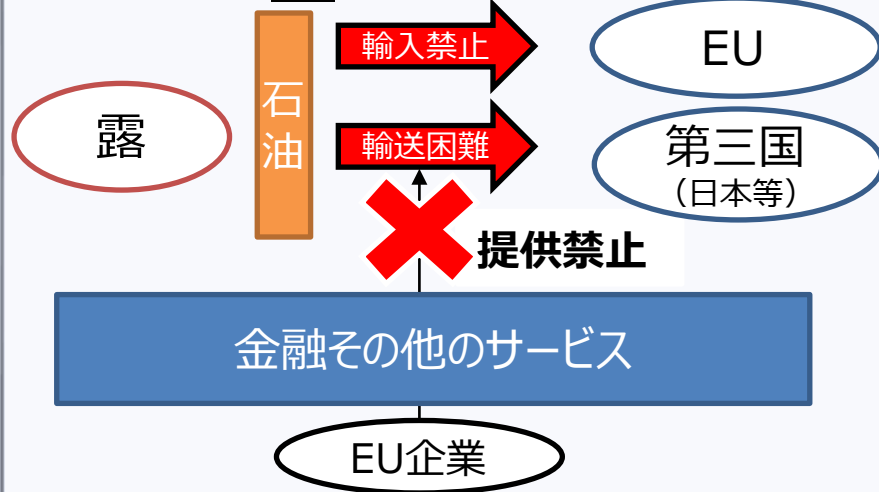 輸入禁止
EU
石油
露
輸送困難
第三国
（日本等）
提供禁止
金融その他のサービス
EU企業